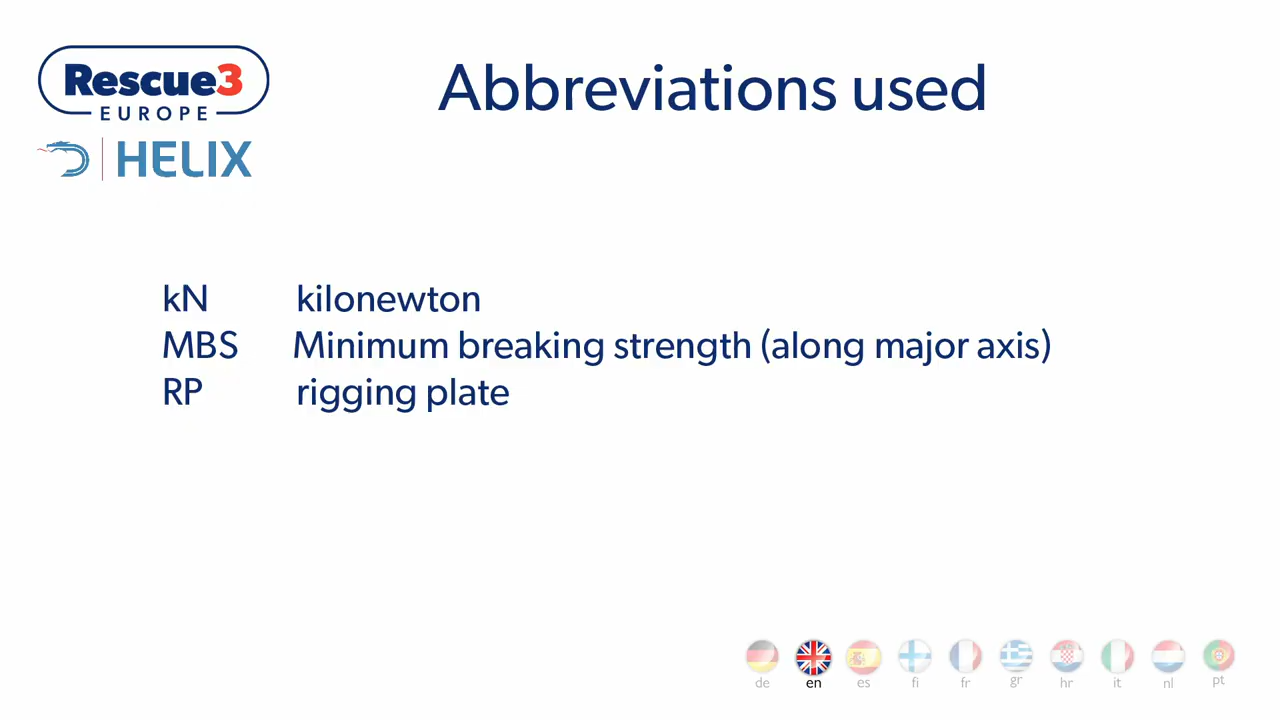 Rescue3
EUROPE
HELIX
Abbreviations used
kN kilonewton
MBS Minimum breaking strength (along major axis)
RP rigging plate
de en es fi fr gr hr it nl pt